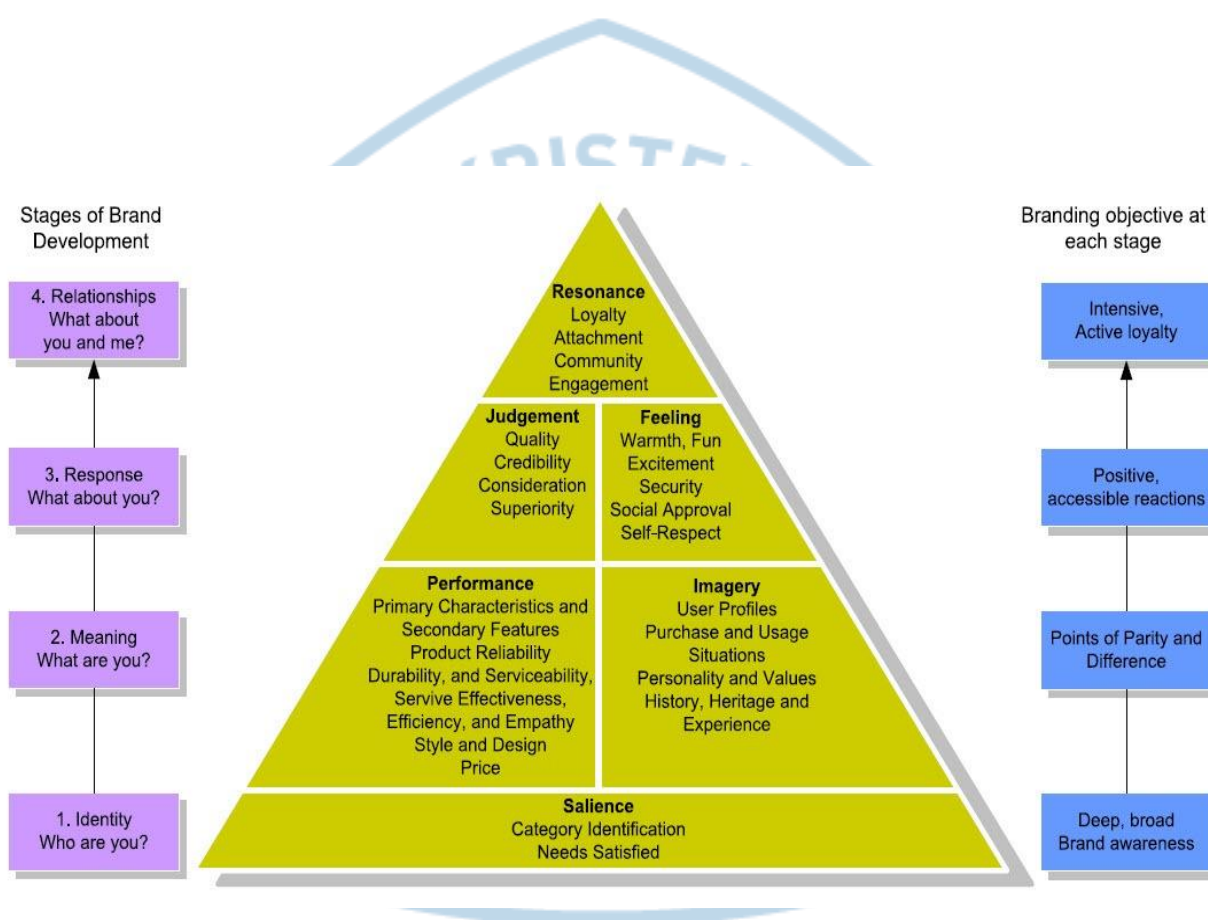 Stages of Brand
Development
4. Relationships
What about
you and me?
3. Response
What about you?
2. Meaning
What are you?
1. Identity
Who are you?
Resonance
Loyalty
Attachment
Community
Engagement
Judgement
Quality
Credibility
Consideration
Superiority
Feeling
Warmth, Fun
Excitement
Security
Social Approval
Self-Respect
Performance
Primary Characteristics and
Secondary Features
Product Reliability
Durability, and Serviceability,
Servive Effectiveness,
Efficiency, and Empathy
Style and Design
Price
Imagery
User Profiles
Purchase and Usage
Situations
Personality and Values
History, Heritage and
Experience
Salience
Category Identification
Needs Satisfied
Branding objective at
each stage
Intensive,
Active loyalty
Positive,
accessible reactions
Points of Parity and
Difference
Deep, broad
Brand awareness